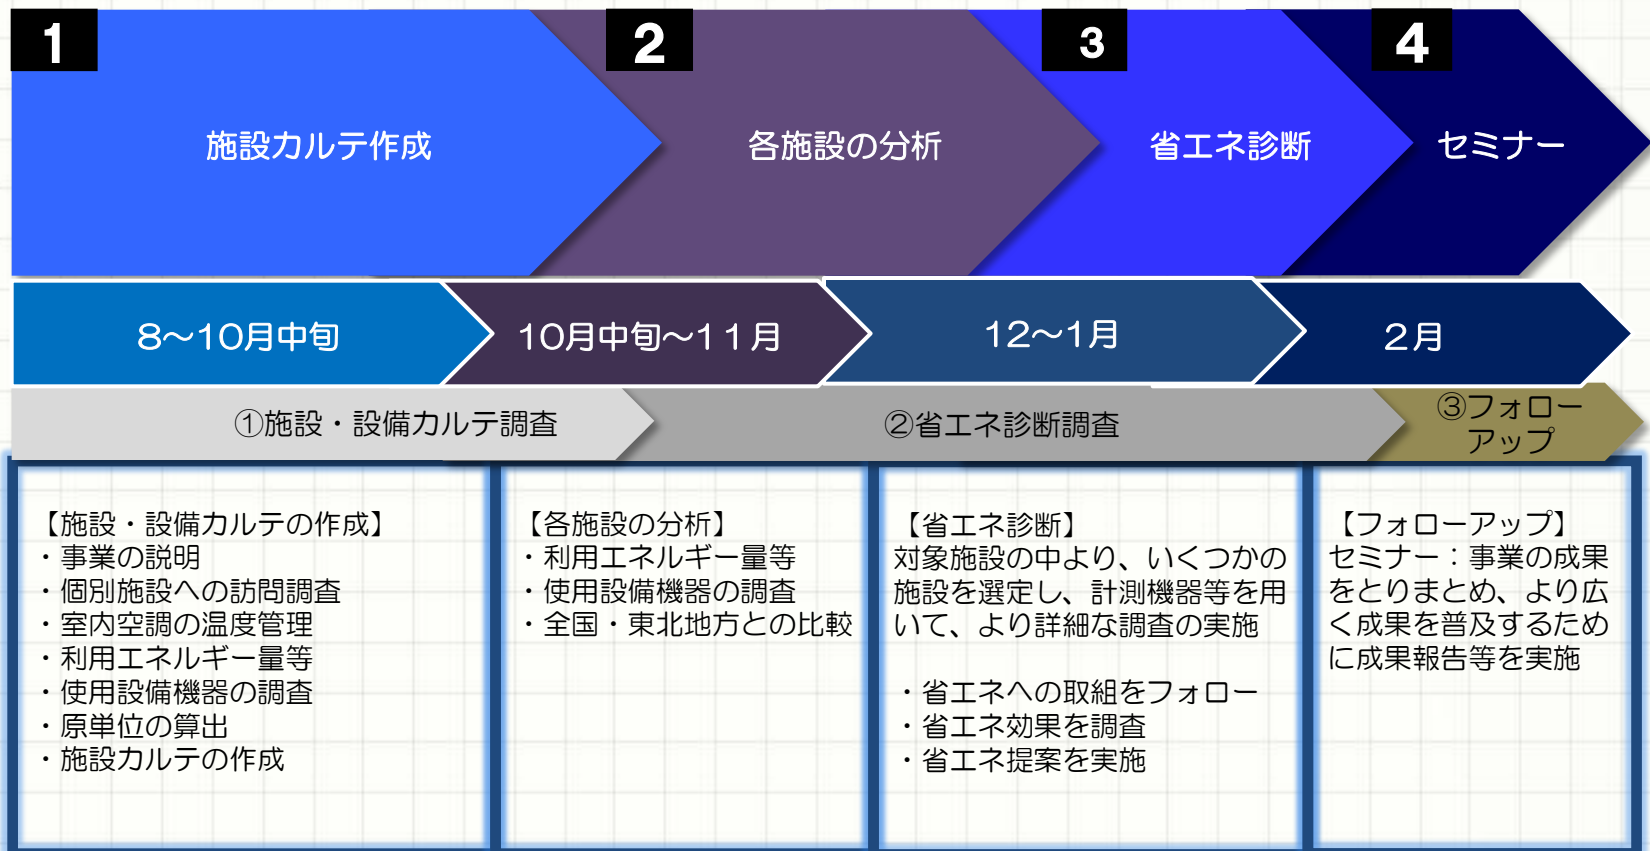 1
2
3
4
施設カルテ作成
各施設の分析
省エネ診断
セミナー
8～10月中旬
10月中旬～11月
12～1月
2月
①施設・設備カルテ調査
②省エネ診断調査
③フォロー
アップ
【施設・設備カルテの作成】
・事業の説明
・個別施設への訪問調査
・室内空調の温度管理
・利用エネルギー量等
・使用設備機器の調査
・原単位の算出
・施設カルテの作成
【各施設の分析】
・利用エネルギー量等
・使用設備機器の調査
・全国・東北地方との比較
【省エネ診断】
対象施設の中より、いくつかの
施設を選定し、計測機器等を用
いて、より詳細な調査の実施
・省エネへの取組をフォロー
・省エネ効果を調査
・省エネ提案を実施
【フォローアップ】
セミナー：事業の成果
をとりまとめ、より広
く成果を普及するため
に成果報告等を実施